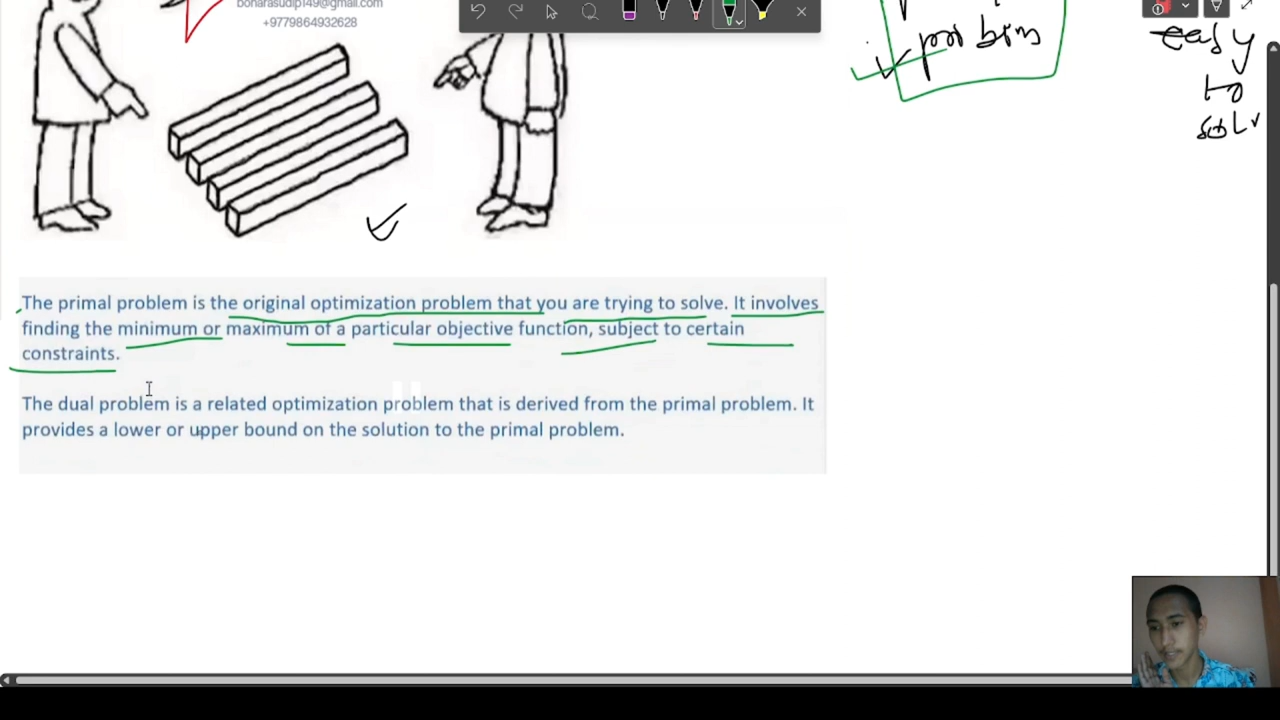 boharasudip149@gmail.com
+9779864932628
problem
easy
to
solv
The primal problem is the original optimization problem that you are trying to solve. It involves
finding the minimum or maximum of a particular objective function, subject to certain
constraints.
The dual problem is a related optimization problem that is derived from the primal problem. It
provides a lower or upper bound on the solution to the primal problem.